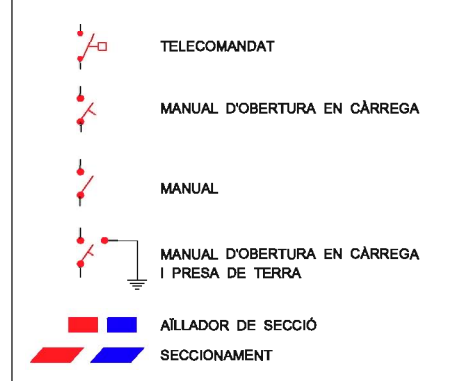 TELECOMANDAT
MANUAL D'OBERTURA EN CÀRREGA
MANUAL
MANUAL D'OBERTURA EN CÀRREGA
I PRESA DE TERRA
AÏLLADOR DE SECCIÓ
SECCIONAMENT